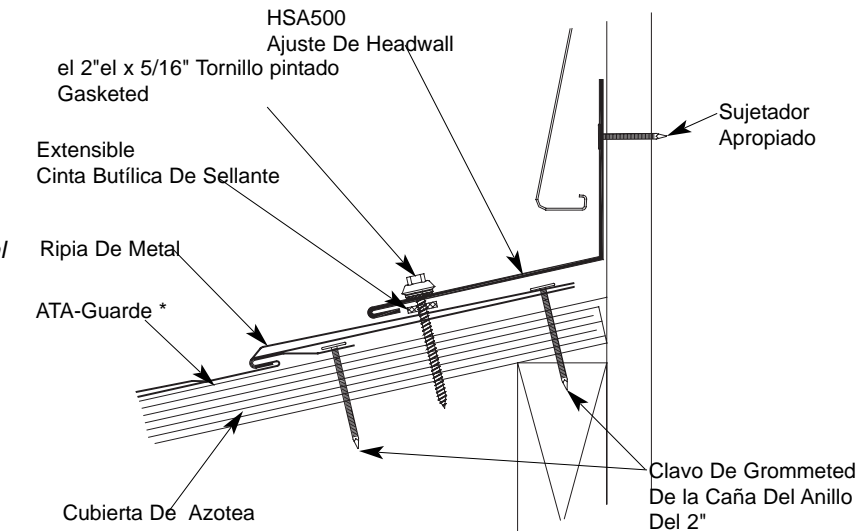 HSA500
Ajuste De Headwall
el 2"el x 5/16" Tornillo pintado
Gasketed
Sujetador
Apropiado
Extensible
Cinta Butílica De Sellante
Ripia De Metal
ATA-Guarde *
Clavo De Grommeted
De la Caña Del Anillo
Del 2"
Cubierta De Azotea